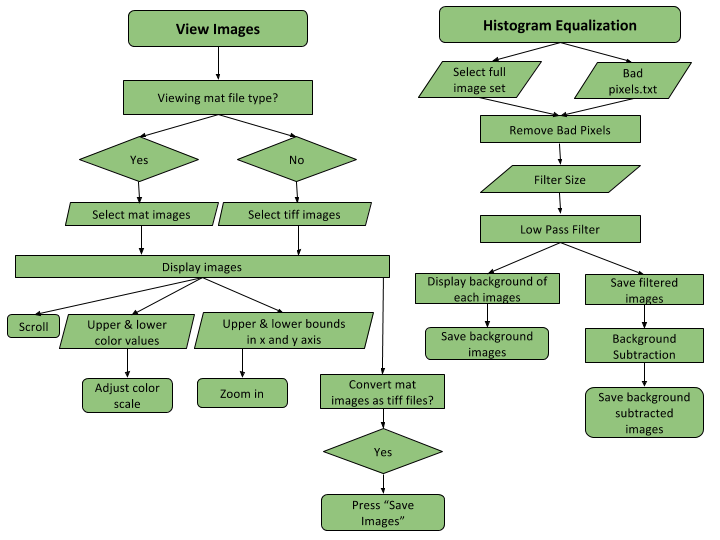 View Images
Viewing mat file type?
Yes
No
Select mat images
Select tiff images
Display images
Scroll
Upper & lower
color values
Upper & lower bounds
in x and y axis
Adjust color
scale
Zoom in
Convert mat
images as tiff files?
Yes
Press “Save
Images”
Histogram Equalization
Select full
image set
Bad
pixels.txt
Remove Bad Pixels
Filter Size
Low Pass Filter
Display background of
each images
Save filtered
images
Save background
images
Background
Subtraction
Save background
subtracted
images